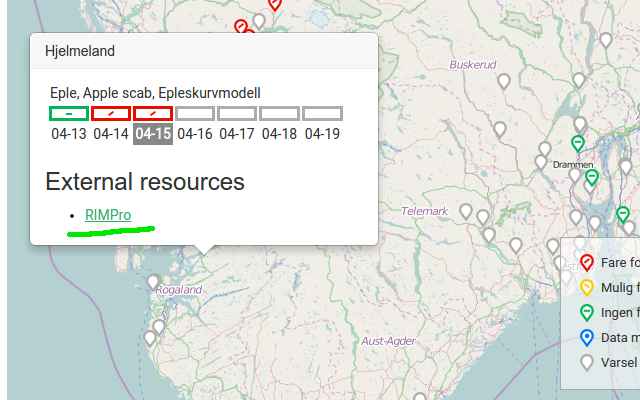 Hjelmeland
Buskerud
Eple, Apple scab, Epleskurvmodell
04-13 04-14 04-15 04-16 04-17 04-18 04-19
Drammen
External resources
RIMPro
Telemark
Fare fo
Mulig f
Ingen f
Data m
Varsel
Rogaland
Aust-Agder